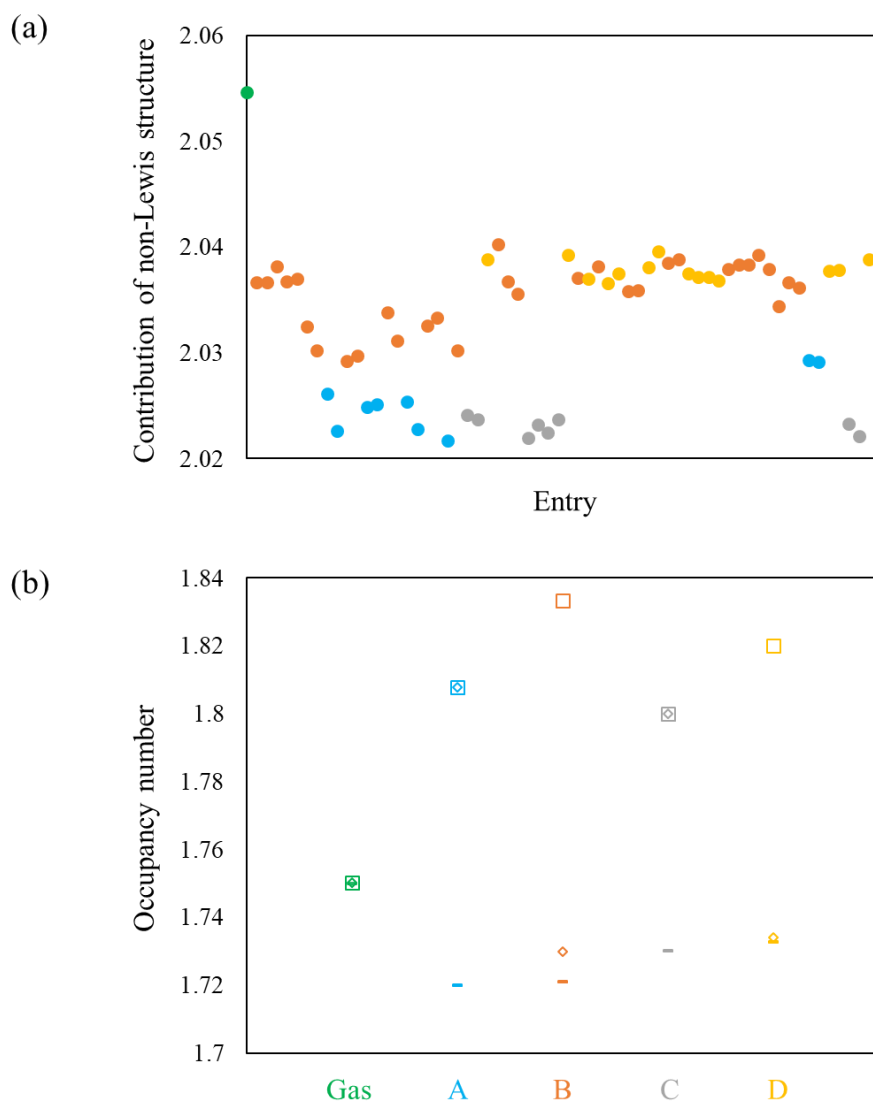 (a)
Contribution of non-Lewis structure
2.06
2.05
2.04
2.03
2.02
Entry
(b)
Occupancy number
1.84
1.82
1.8
1.78
1.76
1.74
1.72
1.7
Gas A B C D